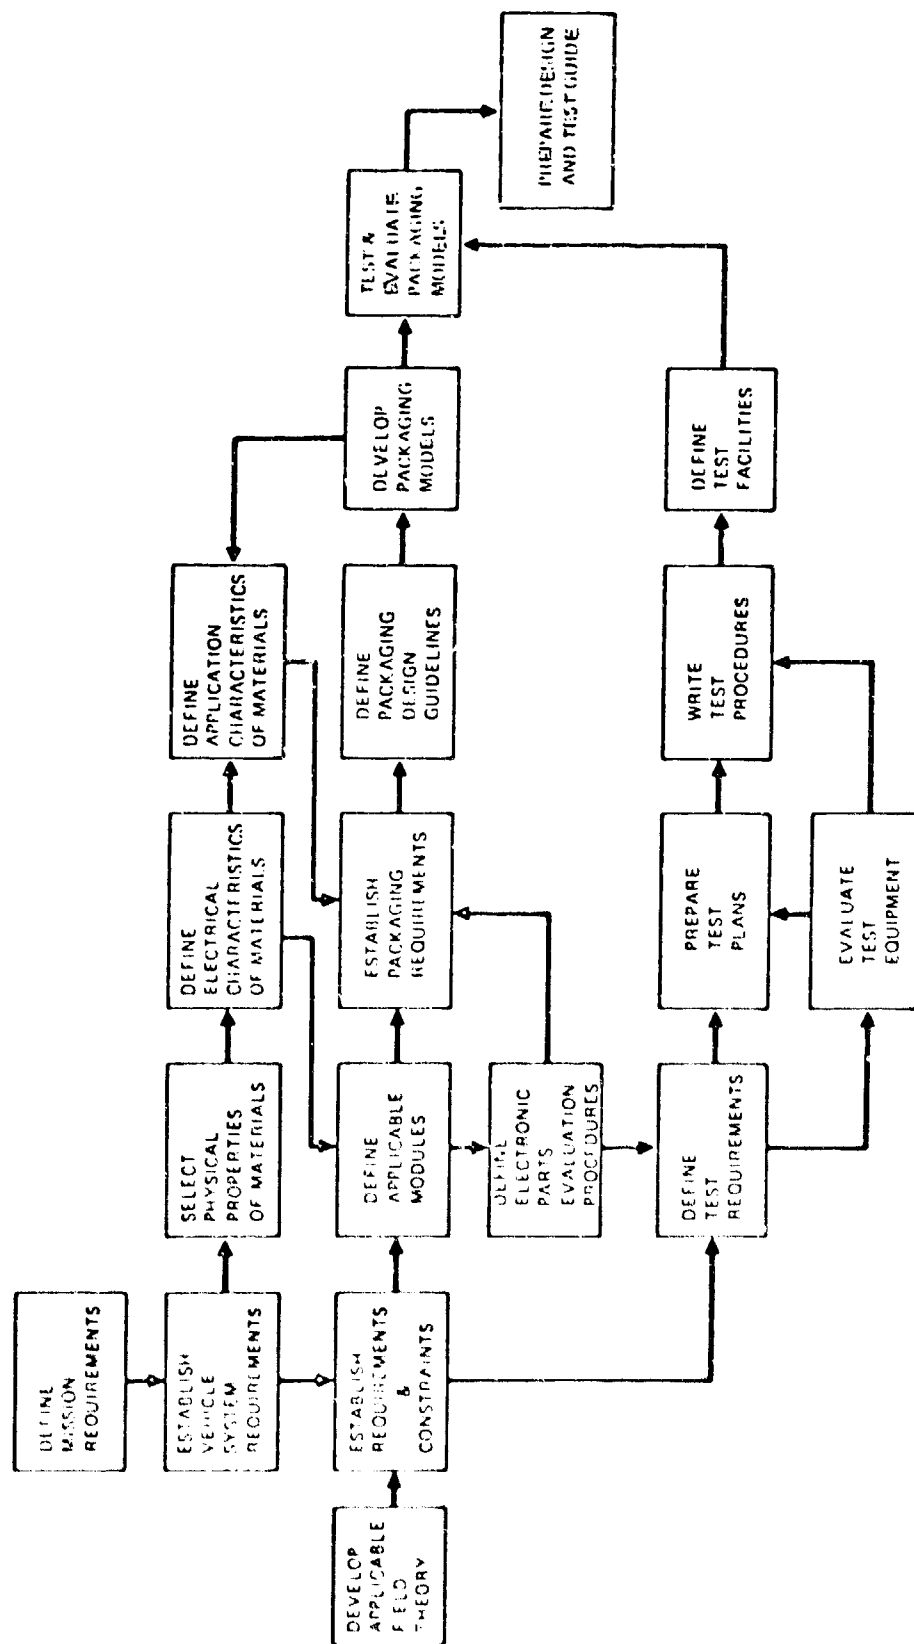 DEFINE
MISSION
REQUIREMENTS
ESTABLISH
VEHICLE
SYSTEM
REQUIREMENTS
SELECT
PHYSICAL
PROPERTIES
OF MATERIALS
DEFINE
ELECTRICAL
CHARACTERISTICS
OF MATERIALS
DEFINE
APPLICATION
CHARACTERISTICS
OF MATERIALS
DEVELOP
APPLICABLE
FIELD
THEORY
ESTABLISH
REQUIREMENTS
&
CONSTRAINTS
DEFINE
APPLICABLE
MODULES
ESTABLISH
PACKAGING
REQUIREMENTS
DEFINE
PACKAGING
DESIGN
GUIDELINES
DEVELOP
PACKAGING
MODELS
TEST &
EVALUATE
PACKAGING
MODELS
PREPARE DESIGN
AND TEST GUIDE
DEFINE
ELECTRONIC
PARTS
EVALUATION
PROCEDURES
DEFINE
TEST
REQUIREMENTS
PREPARE
TEST
PLANS
WRITE
TEST
PROCEDURES
DEFINE
TEST
FACILITIES
EVALUATE
TEST
EQUIPMENT